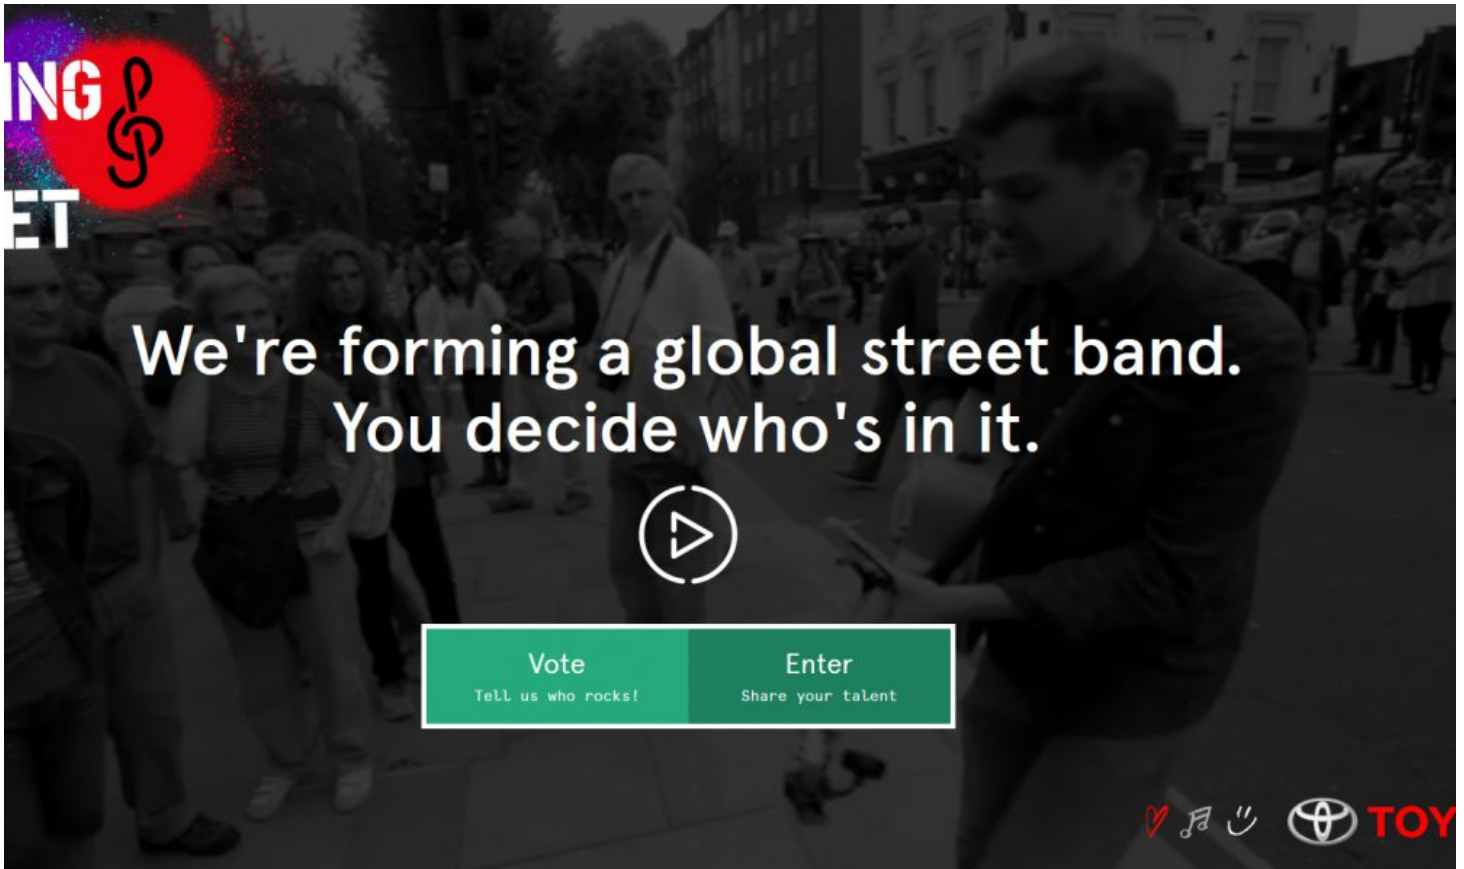 ING
ET
We're forming a global street band.
You decide who's in it.
Vote
Tell us who rocks!
Enter
Share your talent
TOY